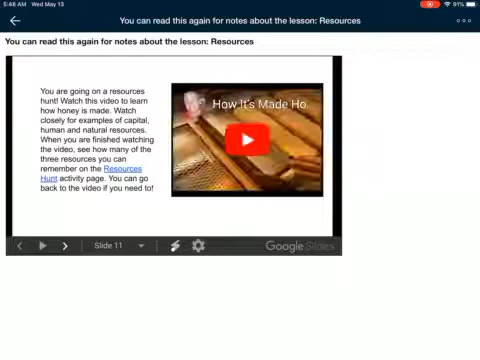 5:48 AM Wed May 13
91%
You can read this again for notes about the lesson: Resources
You can read this again for notes about the lesson: Resources
You are going on a resources
hunt! Watch this video to learn
how honey is made. Watch
closely for examples of capital,
human and natural resources.
When you are finished watching
the video, see how many of the
three resources you can
remember on the Resources
Hunt activity page. You can go
back to the video if you need to!
How It's Made Ho
Slide 11
Google Slides